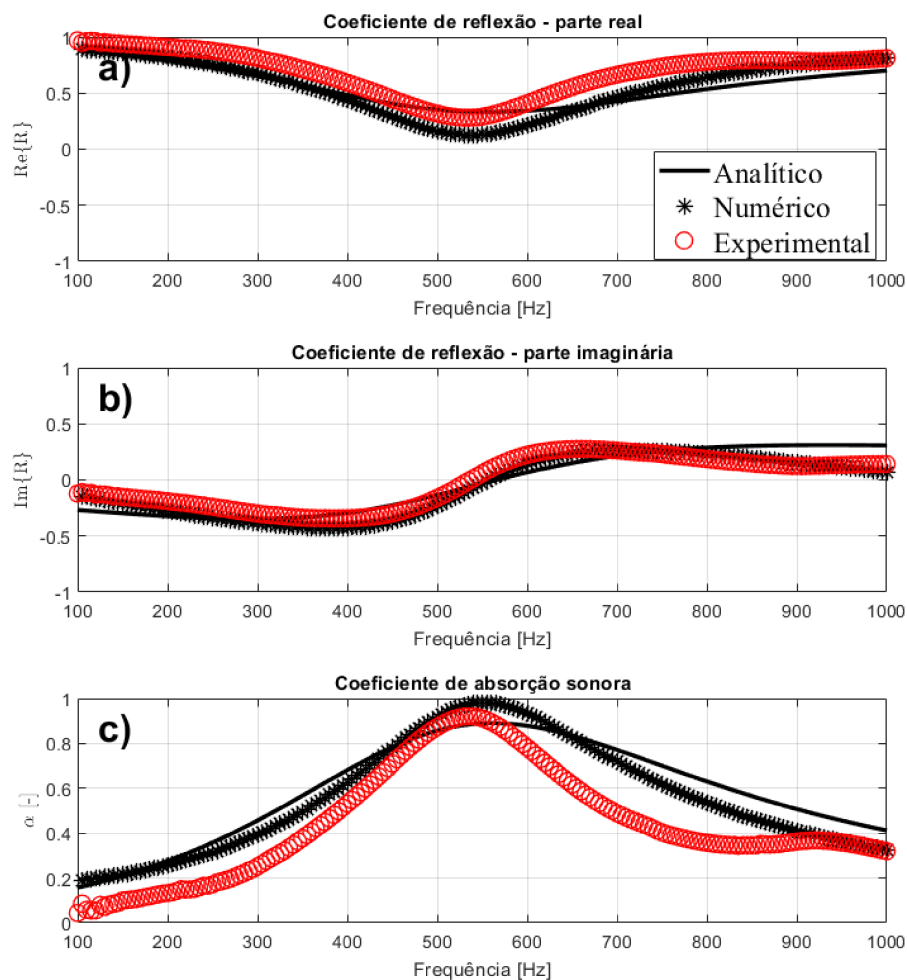 Coeficiente de reflexão - parte real
a)
1
0.5
0
-0.5
-1
Re{R}
Analítico
Numérico
Experimental
100 200 300 400 500 600 700 800 900 1000
Frequência [Hz]
Coeficiente de reflexão - parte imaginária
b)
1
0.5
0
-0.5
-1
Im{R}
100 200 300 400 500 600 700 800 900 1000
Frequência [Hz]
Coeficiente de absorção sonora
c)
1
0.8
0.6
0.4
0.2
0
α [-]
100 200 300 400 500 600 700 800 900 1000
Frequência [Hz]